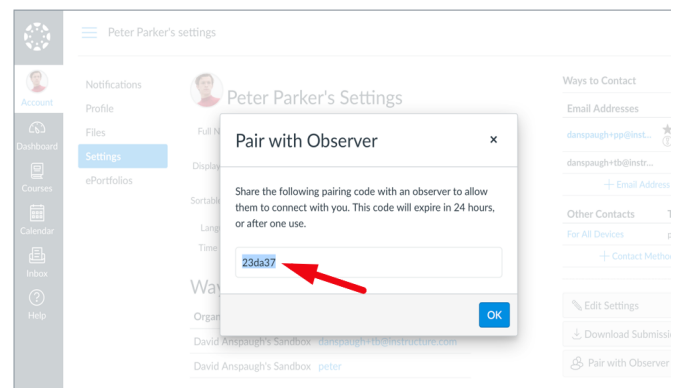 Peter Parker's settings
Account
Dashboard
Courses
Calendar
Inbox
Help
Notifications
Profile
Files
Settings
ePortfolios
Peter Parker's Settings
Full N
Display
Sortable
Lang
Time
Pair with Observer ×
Share the following pairing code with an observer to allow
them to connect with you. This code will expire in 24 hours,
or after one use.
23da37
OK
Way
Organ
David Anspaugh's Sandbox danspaugh+tb@instructure.com
David Anspaugh's Sandbox peter
Ways to Contact
Email Addresses
danspaugh+pp@inst...
danspaugh+tb@instr...
+ Email Address
Other Contacts T
For All Devices p
+ Contact Metho
Edit Settings
Download Submissi
Pair with Observer